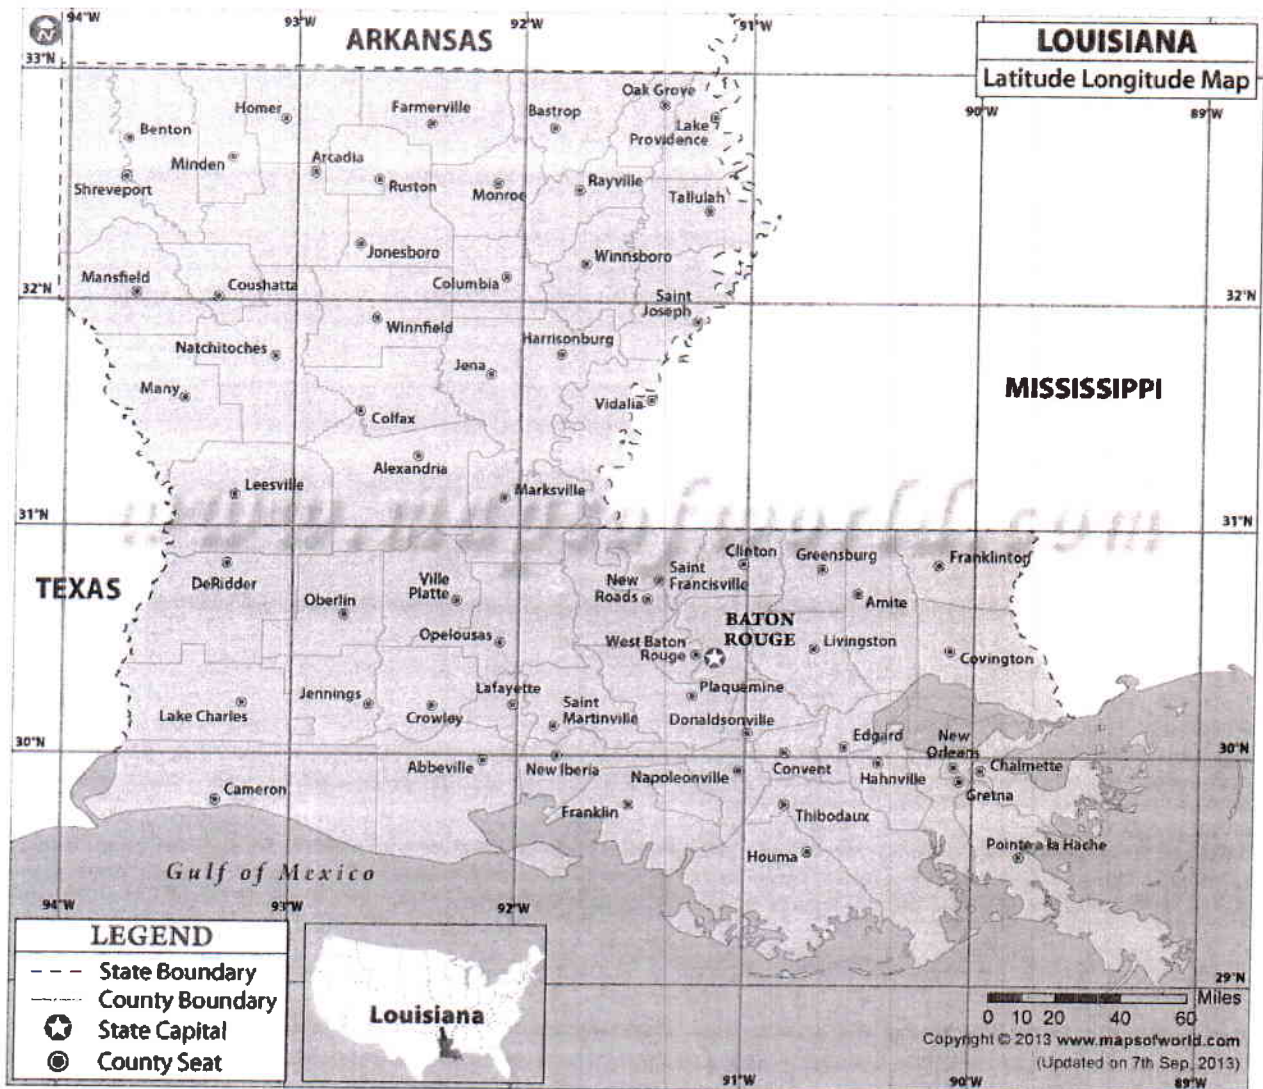 94°W
93°W
92°W
91°W
N
ARKANSAS
LOUISIANA
Latitude Longitude Map
33°N
90°W
89°W
Oak Grove
Homer
Farmerville
Bastrop
Lake
Providence
Benton
Minden
Arcadia
Shreveport
Ruston
Monroe
Rayville
Tallulah
Jonesboro
Winnsboro
Mansfield
Coushatta
Columbia
Saint
Joseph
32°N
32°N
Winnfield
Harrisonburg
Natchitoches
Jena
MISSISSIPPI
Many
Vidalia
Colfax
Alexandria
Leesville
Marksville
www.mapsofworld.com
31°N
31°N
Clinton
Greensburg
Franklinton
TEXAS
DeRidder
Ville
Platte
New
Roads
Saint
Francisville
Oberlin
Amite
BATON
ROUGE
Opelousas
West Baton
Rouge
Livingston
Covington
Plaquemine
Jennings
Lafayette
Saint
Martinville
Lake Charles
Crowley
Donaldsonville
Edgard
New
Orleans
30°N
30°N
Abbeville
New Iberia
Napoleonville
Convent
Hahnville
Chalmette
Cameron
Gretna
Franklin
Thibodaux
Houma
Pointe a la Hache
Gulf of Mexico
94°W
93°W
92°W
LEGEND
State Boundary
County Boundary
State Capital
County Seat
Louisiana
29°N
Miles
0 10 20 40 60
Copyright © 2013 www.mapsofworld.com
(Updated on 7th Sep, 2013)
91°W
90°W
89°W